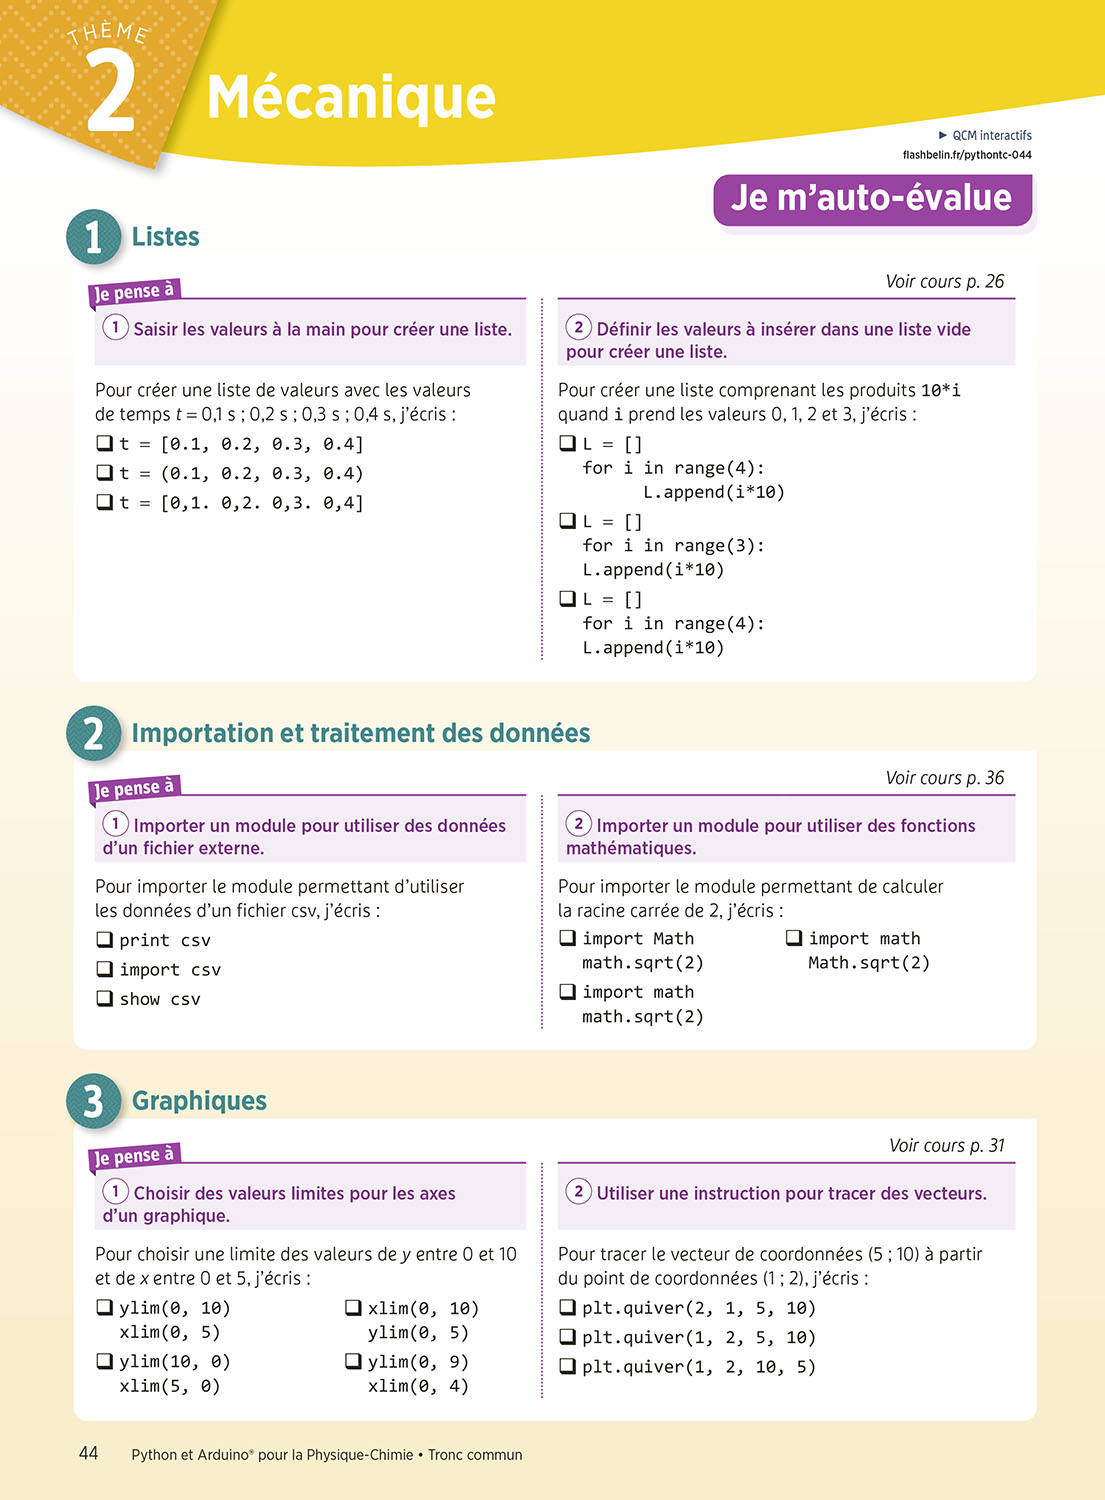 THÈME
2
Mécanique
► QCM interactifs
flashbelin.fr/pythontc-044
Je m'auto-évalue
1 Listes
Voir cours p. 26
Je pense à
1 Saisir les valeurs à la main pour créer une liste.
Pour créer une liste de valeurs avec les valeurs
de temps t = 0,1 s ; 0,2 s ; 0,3 s ; 0,4 s, j'écris :
❏ t = [0.1, 0.2, 0.3, 0.4]
❏ t = (0.1, 0.2, 0.3, 0.4)
❏ t = [0,1. 0,2. 0,3. 0,4]
2 Définir les valeurs à insérer dans une liste vide
pour créer une liste.
Pour créer une liste comprenant les produits 10*i
quand i prend les valeurs 0, 1, 2 et 3, j'écris :
❏ L = []
for i in range(4):
L.append(i*10)
❏ L = []
for i in range(3):
L.append(i*10)
❏ L = []
for i in range(4):
L.append(i*10)
2 Importation et traitement des données
Voir cours p. 36
Je pense à
1 Importer un module pour utiliser des données
d'un fichier externe.
Pour importer le module permettant d'utiliser
les données d'un fichier csv, j'écris :
❏ print csv
❏ import csv
❏ show csv
2 Importer un module pour utiliser des fonctions
mathématiques.
Pour importer le module permettant de calculer
la racine carrée de 2, j'écris :
❏ import Math
math.sqrt(2)
❏ import math
Math.sqrt(2)
❏ import math
math.sqrt(2)
3 Graphiques
Voir cours p. 31
Je pense à
1 Choisir des valeurs limites pour les axes
d'un graphique.
Pour choisir une limite des valeurs de y entre 0 et 10
et de x entre 0 et 5, j'écris :
❏ ylim(0, 10)
xlim(0, 5)
❏ xlim(0, 10)
ylim(0, 5)
❏ ylim(10, 0)
xlim(5, 0)
❏ ylim(0, 9)
xlim(0, 4)
2 Utiliser une instruction pour tracer des vecteurs.
Pour tracer le vecteur de coordonnées (5 ; 10) à partir
du point de coordonnées (1 ; 2), j'écris :
❏ plt.quiver(2, 1, 5, 10)
❏ plt.quiver(1, 2, 5, 10)
❏ plt.quiver(1, 2, 10, 5)
44 Python et Arduino® pour la Physique-Chimie • Tronc commun